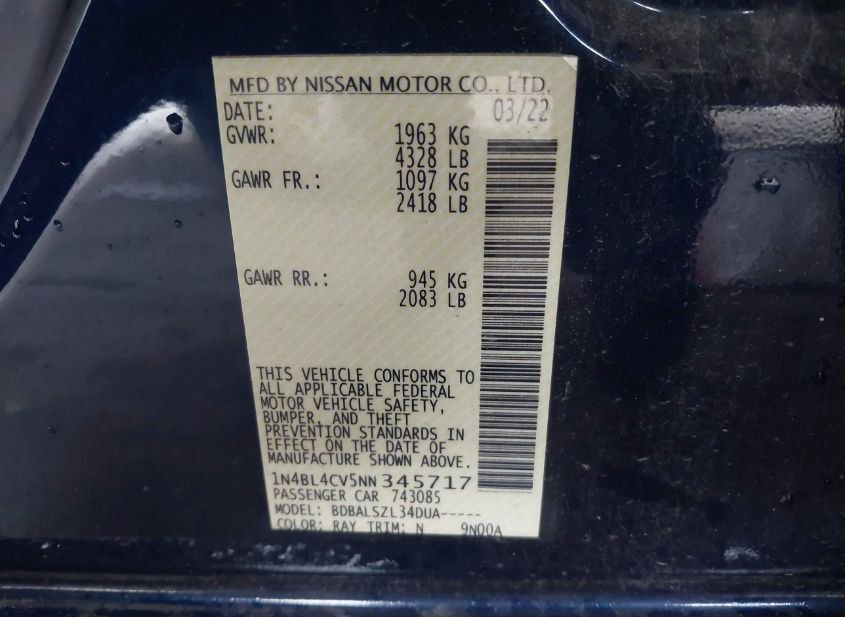 MFD BY NISSAN MOTOR CO., LTD.
DATE: 03/22
GVWR: 1963 KG
4328 LB
GAWR FR.: 1097 KG
2418 LB
GAWR RR.: 945 KG
2083 LB
THIS VEHICLE CONFORMS TO
ALL APPLICABLE FEDERAL
MOTOR VEHICLE SAFETY,
BUMPER, AND THEFT
PREVENTION STANDARDS IN
EFFECT ON THE DATE OF
MANUFACTURE SHOWN ABOVE.
1N4BL4CV5NN345717
PASSENGER CAR 743085
MODEL: BDBALSZL34DUA-----
COLOR: RAY TRIM: N 9N00A